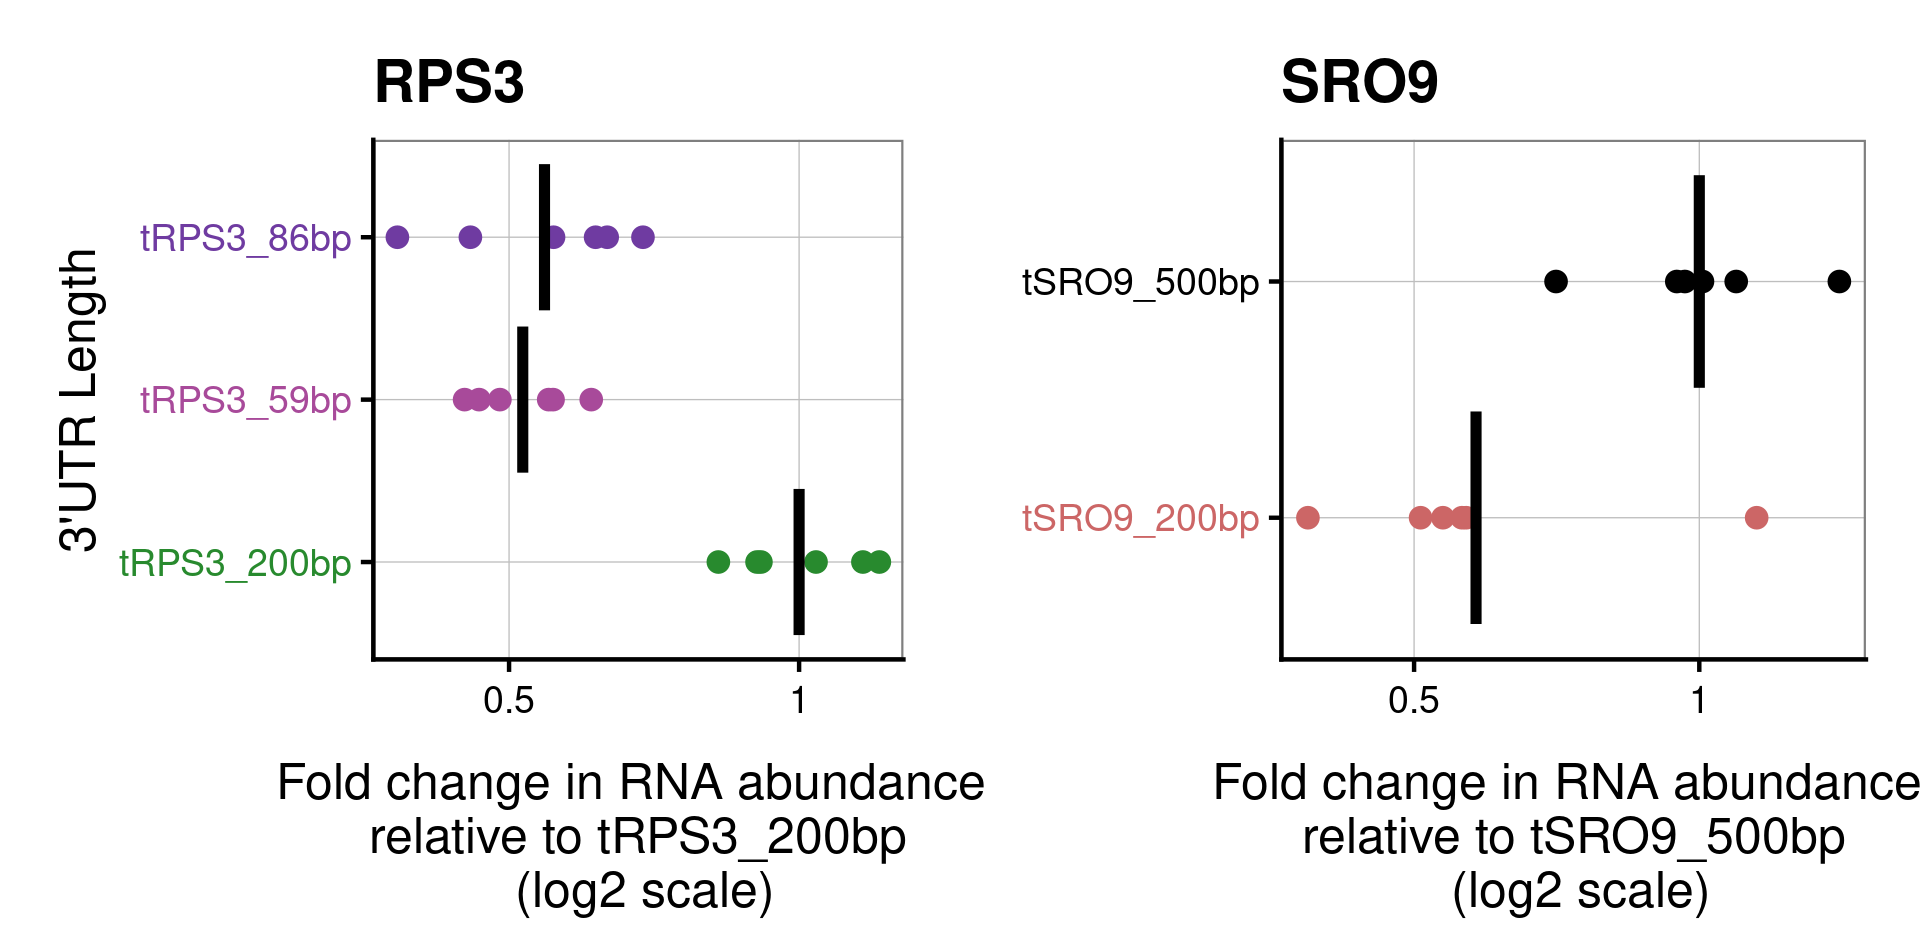 RPS3
3'UTR Length
tRPS3_86bp
tRPS3_59bp
tRPS3_200bp
0.5
1
Fold change in RNA abundance
relative to tRPS3_200bp
(log2 scale)
SRO9
tSRO9_500bp
tSRO9_200bp
0.5
1
Fold change in RNA abundance
relative to tSRO9_500bp
(log2 scale)